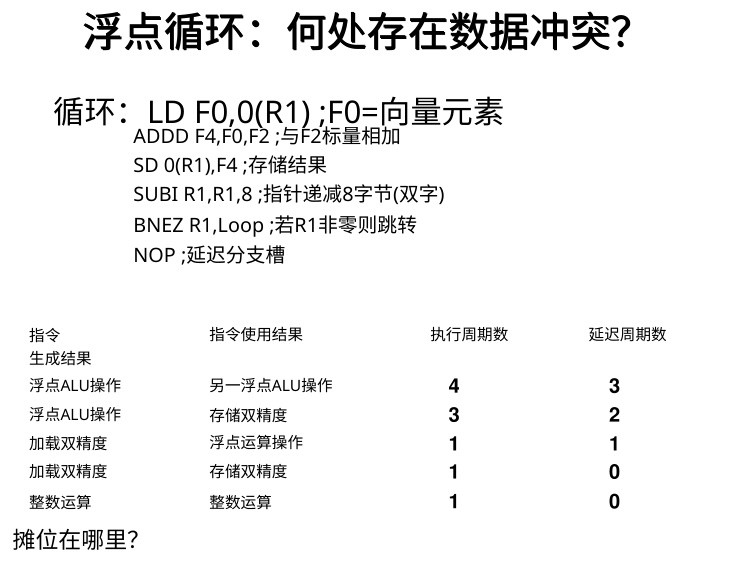 浮点循环：何处存在数据冲突？
循环：LD F0,0(R1) ;F0=向量元素
ADDD F4,F0,F2 ;与F2标量相加
SD 0(R1),F4 ;存储结果
SUBI R1,R1,8 ;指针递减8字节(双字)
BNEZ R1,Loop ;若R1非零则跳转
NOP ;延迟分支槽
指令 指令使用结果 执行周期数 延迟周期数
生成结果
浮点ALU操作 另一浮点ALU操作 4 3
浮点ALU操作 存储双精度 3 2
加载双精度 浮点运算操作 1 1
加载双精度 存储双精度 1 0
整数运算 整数运算 1 0
摊位在哪里？